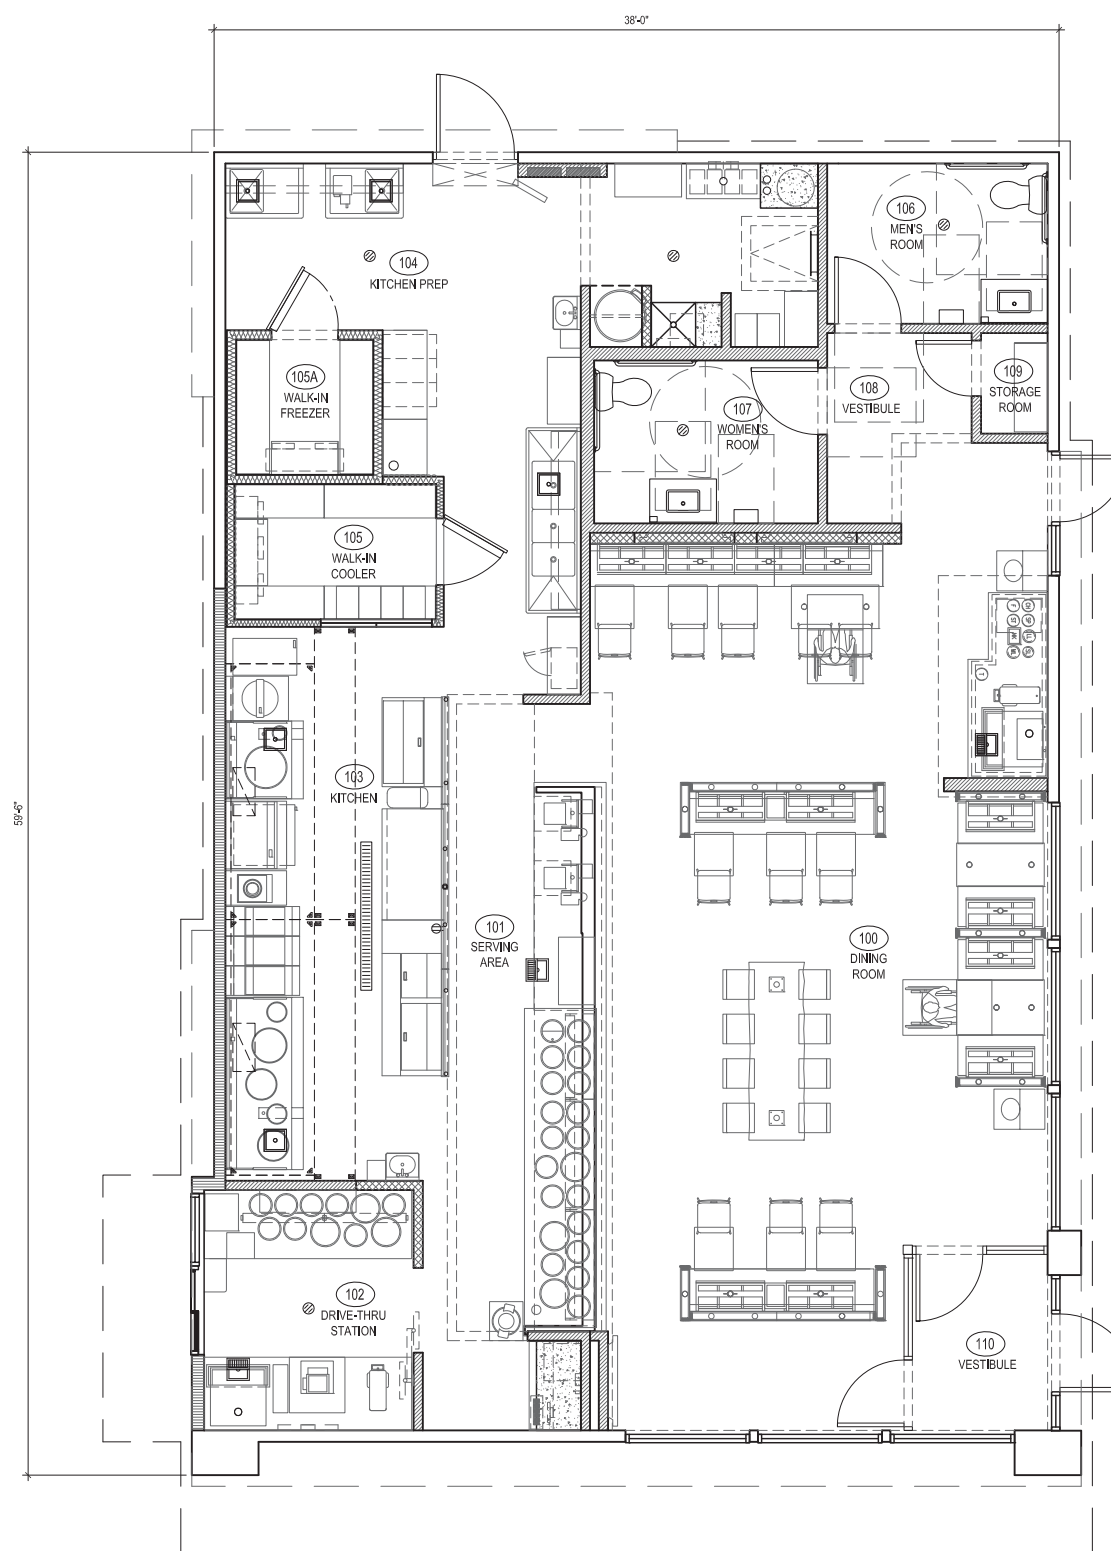 38'-0"
59'-6"
106
MEN'S
ROOM
104
KITCHEN PREP
105A
WALK-IN
FREEZER
109
STORAGE
ROOM
108
VESTIBULE
107
WOMEN'S
ROOM
105
WALK-IN
COOLER
103
KITCHEN
101
SERVING
AREA
100
DINING
ROOM
102
DRIVE-THRU
STATION
110
VESTIBULE